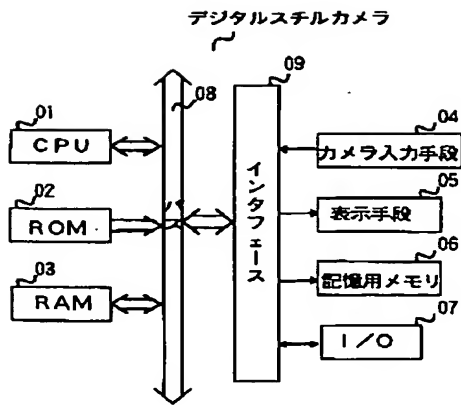 デジタルスチルカメラ
01
CPU
02
ROM
03
RAM
08
バス
09
インタフェース
04
カメラ入力手段
05
表示手段
06
記憶用メモリ
07
I/O